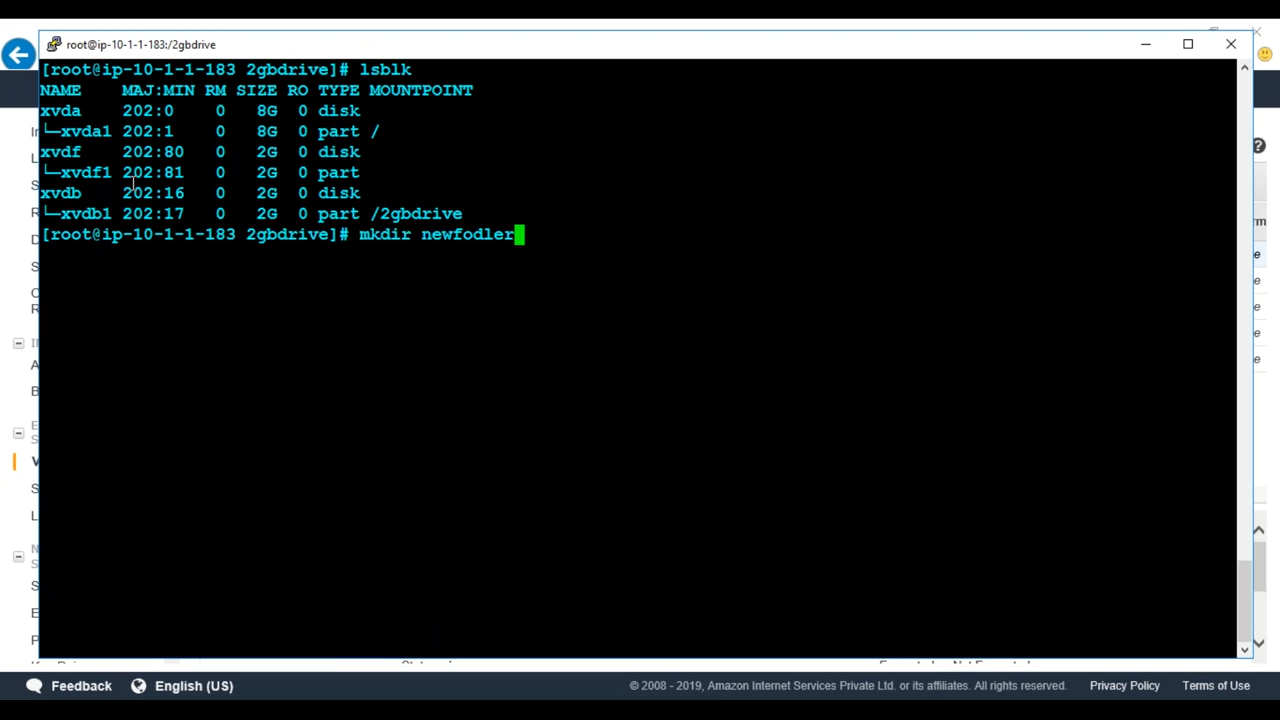 root@ip-10-1-1-183:/2gbdrive
[root@ip-10-1-1-183 2gbdrive]# lsblk
NAME MAJ:MIN RM SIZE RO TYPE MOUNTPOINT
xvda 202:0 0 8G 0 disk
└─xvda1 202:1 0 8G 0 part /
xvdf 202:80 0 2G 0 disk
└─xvdf1 202:81 0 2G 0 part
xvdb 202:16 0 2G 0 disk
└─xvdb1 202:17 0 2G 0 part /2gbdrive
[root@ip-10-1-1-183 2gbdrive]# mkdir newfodler
Feedback English (US) © 2008 - 2019, Amazon Internet Services Private Ltd. or its affiliates. All rights reserved. Privacy Policy Terms of Use